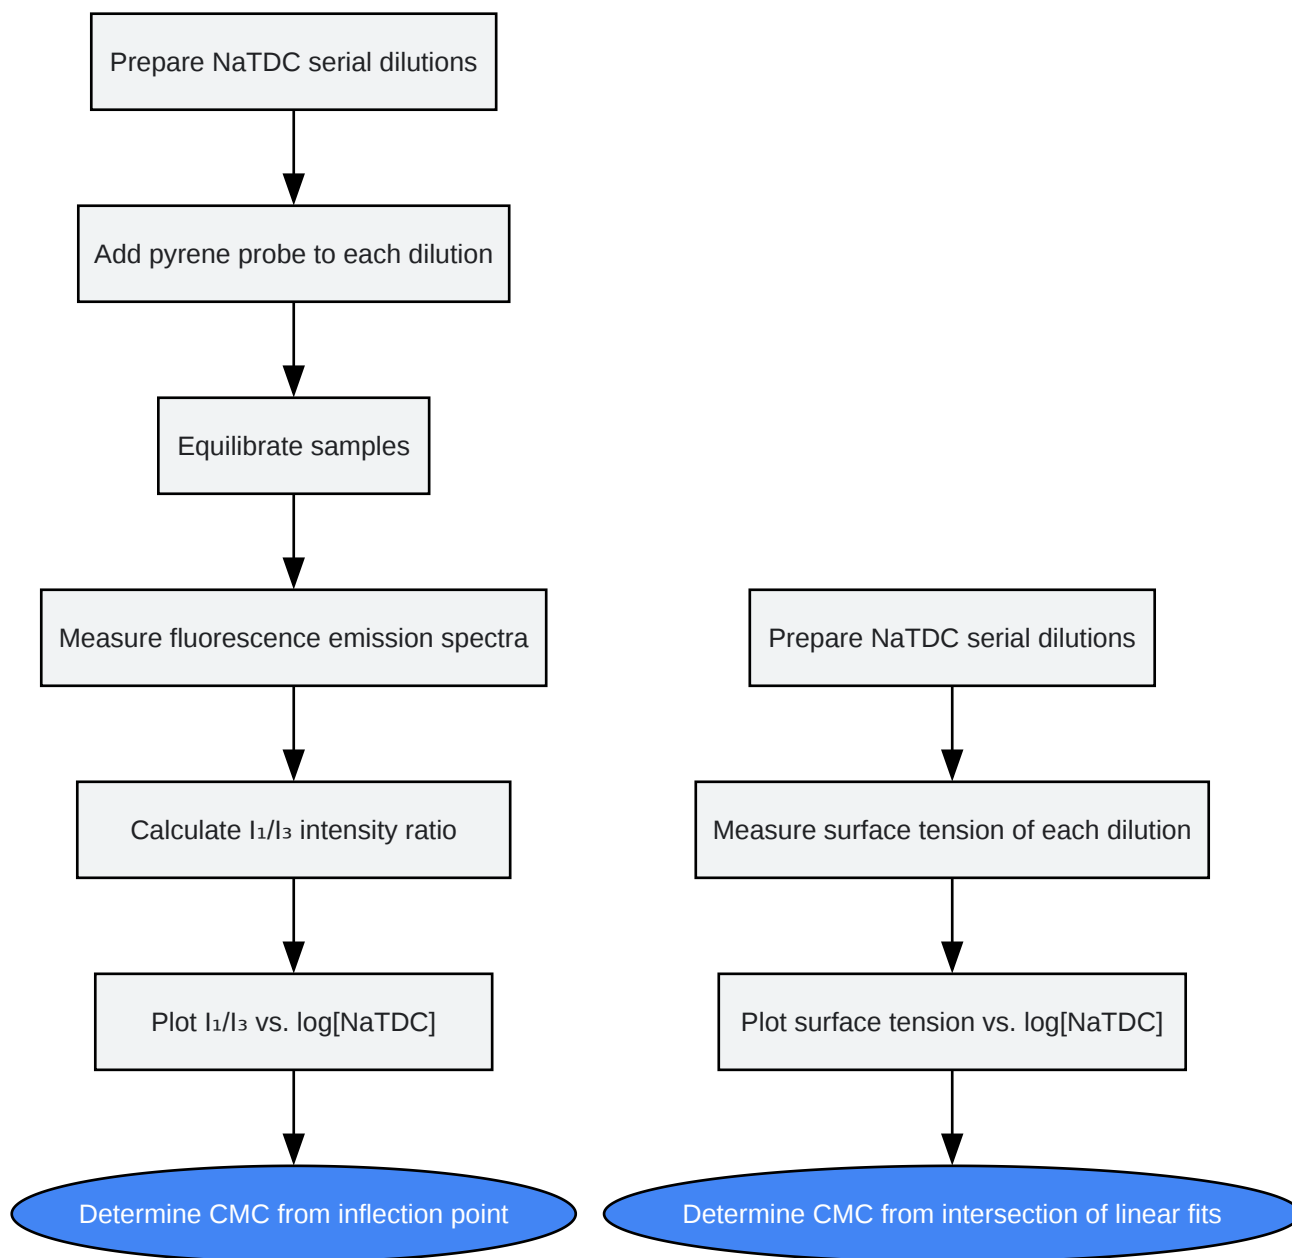 Prepare NaTDC serial dilutions
Add pyrene probe to each dilution
Equilibrate samples
Measure fluorescence emission spectra
Calculate I₁/I₃ intensity ratio
Plot I₁/I₃ vs. log[NaTDC]
Determine CMC from inflection point
Prepare NaTDC serial dilutions
Measure surface tension of each dilution
Plot surface tension vs. log[NaTDC]
Determine CMC from intersection of linear fits